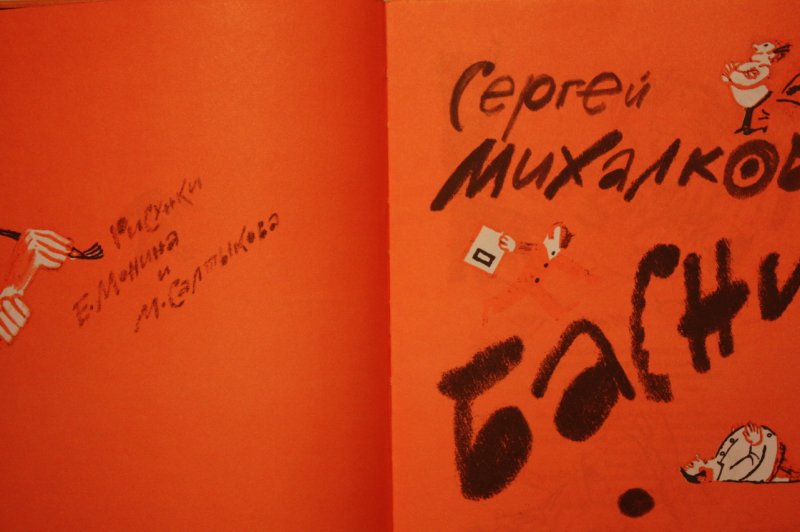 Рисунки
Е. Монина
и
М. Салтыкова
Сергей
Михалков
Басни